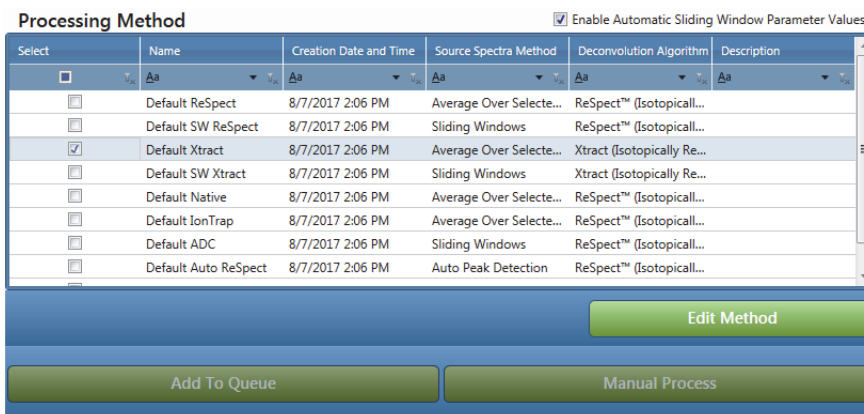 Processing Method Enable Automatic Sliding Window Parameter Values
Select Name Creation Date and Time Source Spectra Method Deconvolution Algorithm Description
Aa Aa Aa Aa Aa
Default ReSpect 8/7/2017 2:06 PM Average Over Selecte... ReSpect™ (Isotopicall...
Default SW ReSpect 8/7/2017 2:06 PM Sliding Windows ReSpect™ (Isotopicall...
Default Xtract 8/7/2017 2:06 PM Average Over Selecte... Xtract (Isotopically Re...
Default SW Xtract 8/7/2017 2:06 PM Sliding Windows Xtract (Isotopically Re...
Default Native 8/7/2017 2:06 PM Average Over Selecte... ReSpect™ (Isotopicall...
Default IonTrap 8/7/2017 2:06 PM Average Over Selecte... ReSpect™ (Isotopicall...
Default ADC 8/7/2017 2:06 PM Sliding Windows ReSpect™ (Isotopicall...
Default Auto ReSpect 8/7/2017 2:06 PM Auto Peak Detection ReSpect™ (Isotopicall...
Edit Method
Add To Queue Manual Process